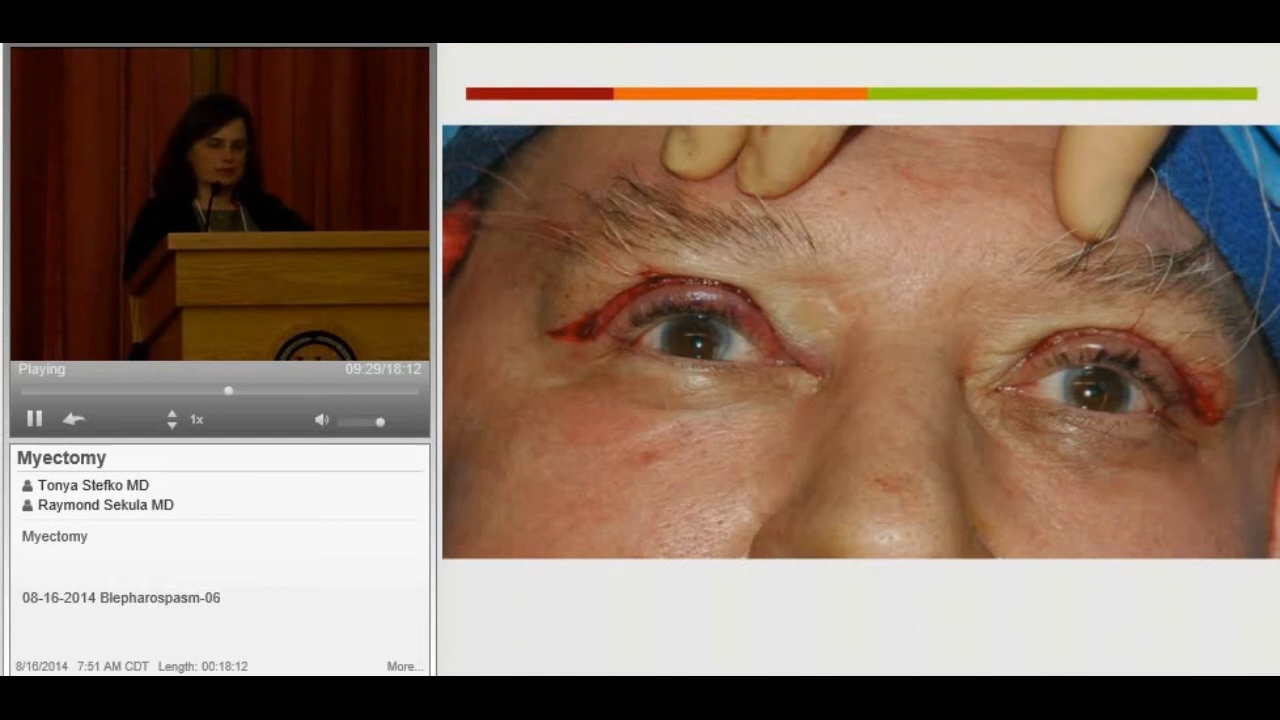 Playing
09:29/18:12
1x
Myectomy
Tonya Stefko MD
Raymond Sekula MD
Myectomy
08-16-2014 Blepharospasm-06
8/16/2014 7:51 AM CDT Length: 00:18:12
More...